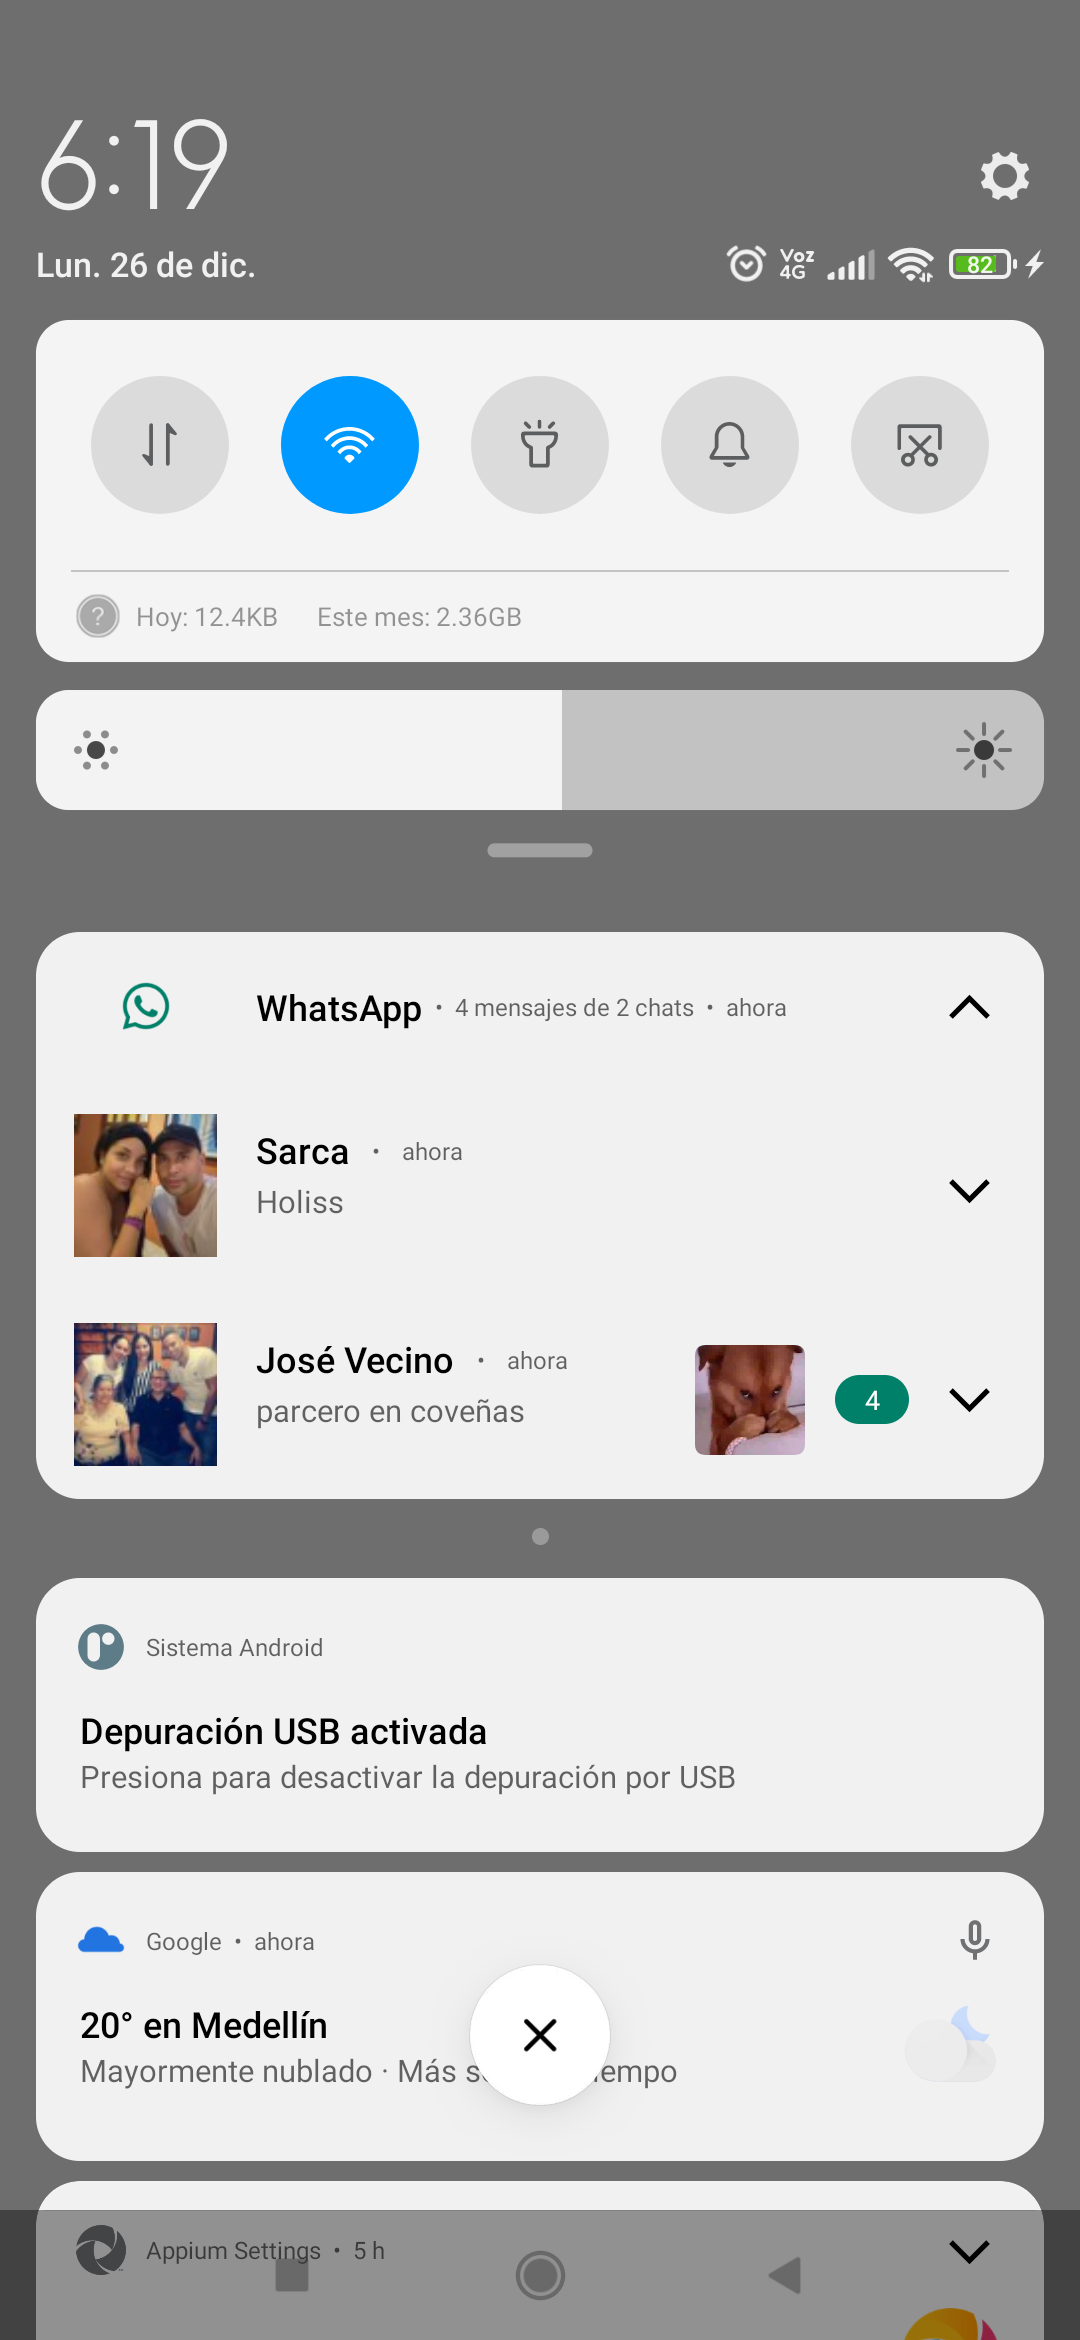 6:19
Lun. 26 de dic.
Voz
4G
82
Hoy: 12.4KB Este mes: 2.36GB
WhatsApp • 4 mensajes de 2 chats • ahora
Sarca • ahora
Holiss
José Vecino • ahora
parcero en coveñas
4
Sistema Android
Depuración USB activada
Presiona para desactivar la depuración por USB
Google • ahora
20° en Medellín
Mayormente nublado · Más
Appium Settings • 5 h